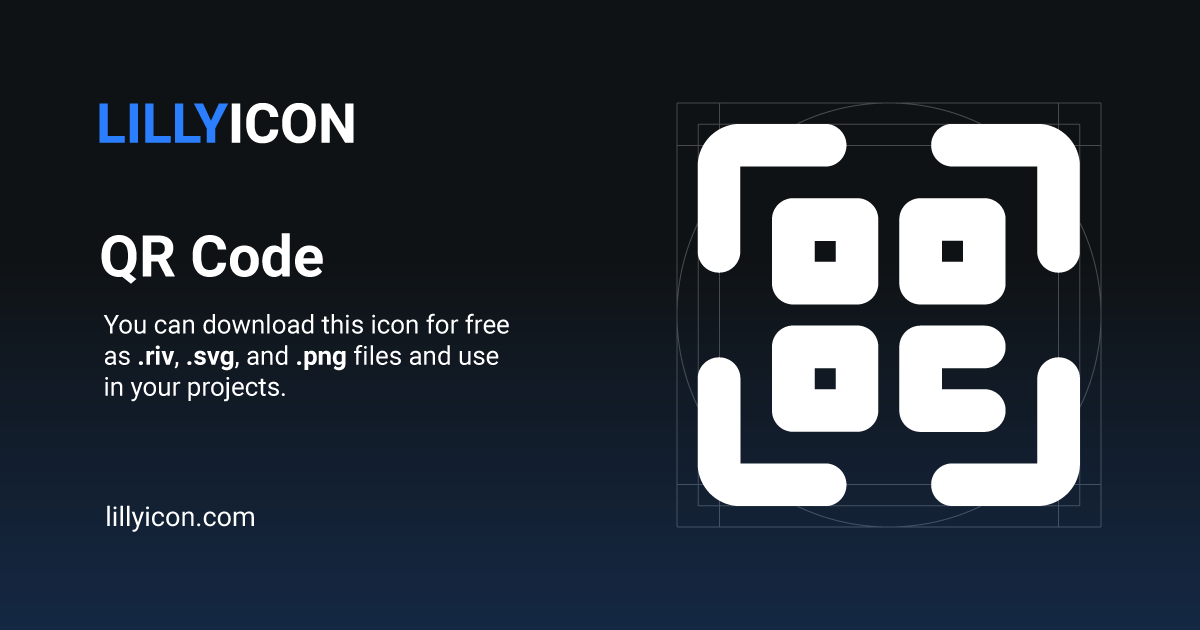 LILLYICON
QR Code
You can download this icon for free
as .riv, .svg, and .png files and use
in your projects.
lillyicon.com